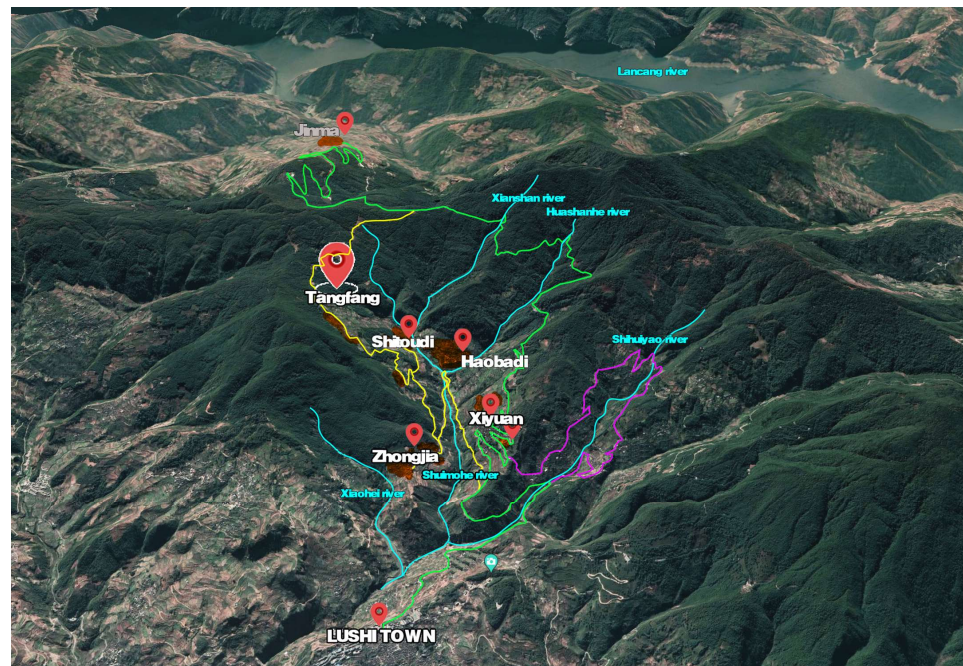 Lancang river
Jinma
Xianshan river
Huashanhe river
Tangfang
Shitoudi
Haobadi
Shihuiyao river
Xiyuan
Zhongjia
Shuimohe river
Xiaohei river
LUSHI TOWN